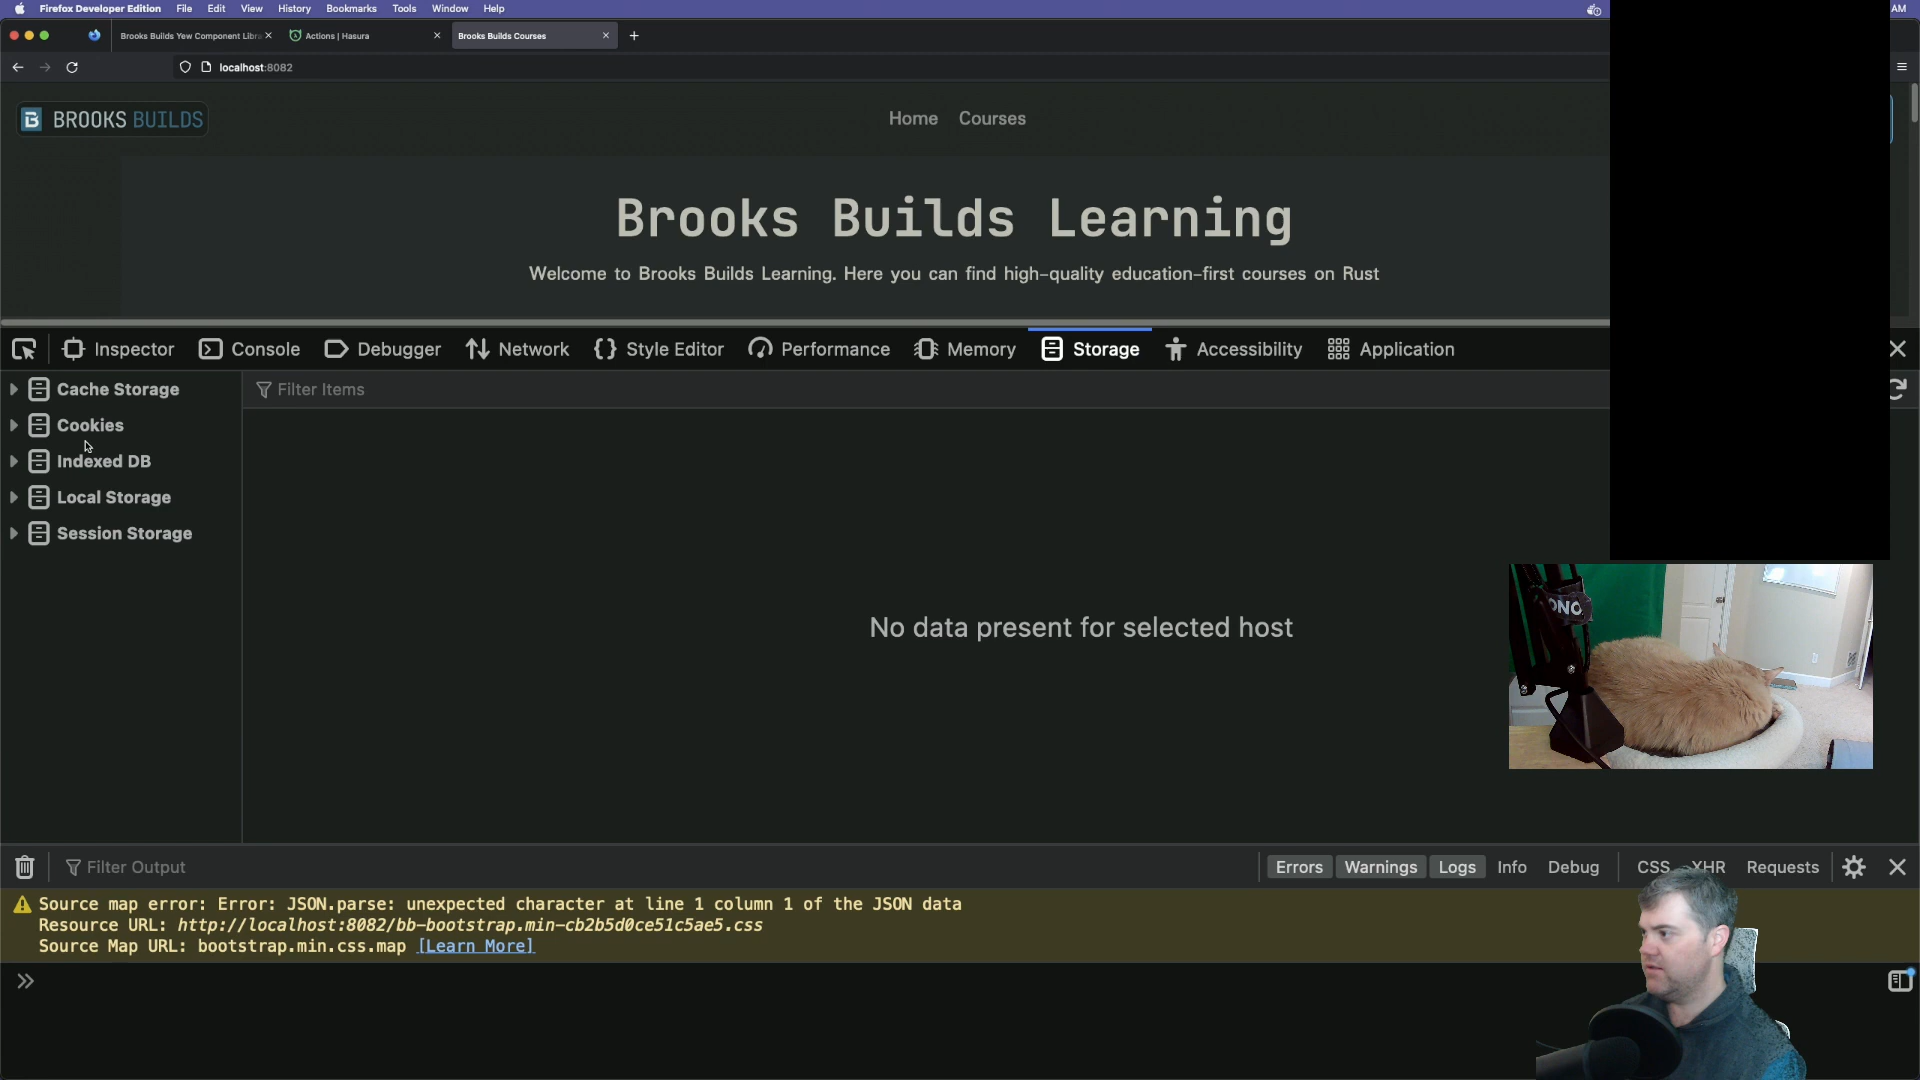 Firefox Developer Edition File Edit View History Bookmarks Tools Window Help AM
Brooks Builds Yew Component Libr Actions | Hasura Brooks Builds Courses
localhost:8082
BROOKS BUILDS Home Courses
Brooks Builds Learning
Welcome to Brooks Builds Learning. Here you can find high-quality education-first courses on Rust
Inspector Console Debugger Network Style Editor Performance Memory Storage Accessibility Application
Cache Storage
Filter Items
Cookies
Indexed DB
Local Storage
Session Storage
No data present for selected host
Filter Output Errors Warnings Logs Info Debug CSS XHR Requests
Source map error: Error: JSON.parse: unexpected character at line 1 column 1 of the JSON data
Resource URL: http://localhost:8082/bb-bootstrap.min-cb2b5d0ce51c5ae5.css
Source Map URL: bootstrap.min.css.map [Learn More]